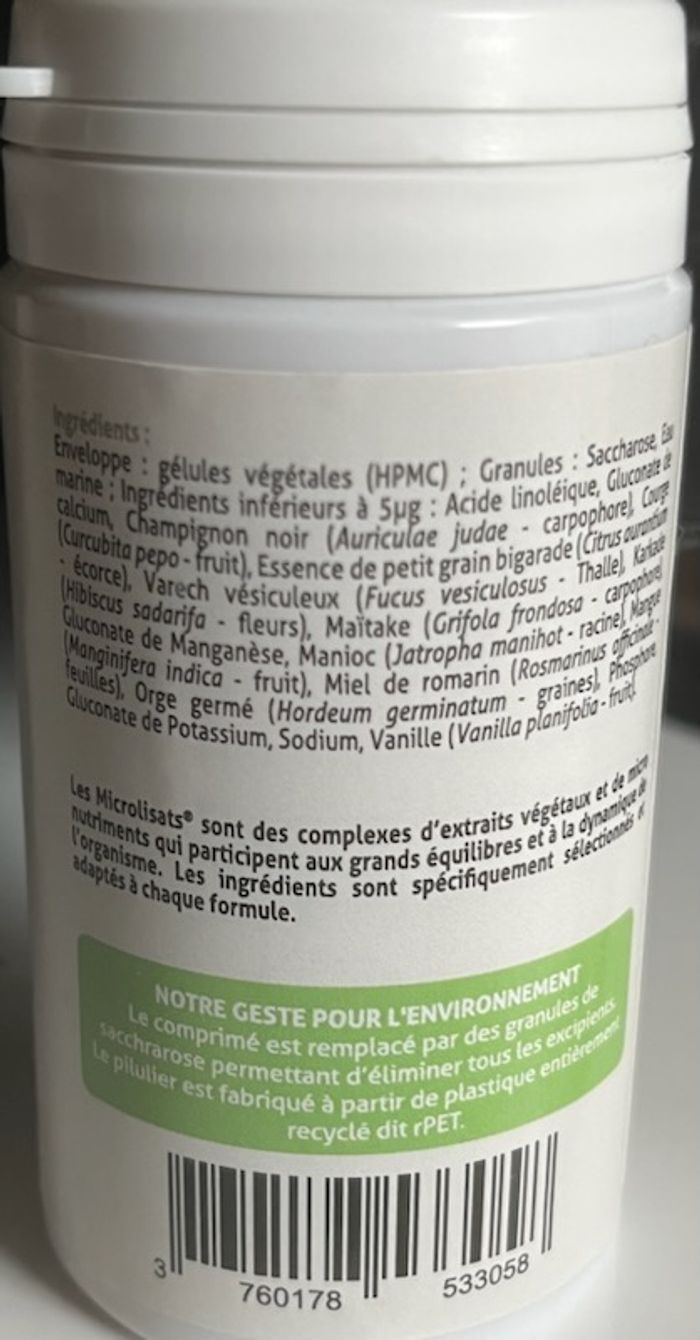 Ingrédients :
Enveloppe : gélules végétales (HPMC) ; Granules : Saccharose, Eau
marine ; Ingrédients inférieurs à 5µg : Acide linoléique, Gluconate de
calcium, Champignon noir (Auriculae judae - carpophore), Courge
(Curcubita pepo - fruit), Essence de petit grain bigarade (Citrus aurantium
- écorce), Varech vésiculeux (Fucus vesiculosus - Thalle), Karkade
(Hibiscus sadarifa - fleurs), Maïtake (Grifola frondosa - carpophore),
Gluconate de Manganèse, Manioc (Jatropha manihot - racine), Mangue
(Manginifera indica - fruit), Miel de romarin (Rosmarinus officinale -
feuilles), Orge germé (Hordeum germinatum - graines), Phosphore,
Gluconate de Potassium, Sodium, Vanille (Vanilla planifolia - fruit).
Les Microlisats® sont des complexes d'extraits végétaux et de micro
nutriments qui participent aux grands équilibres et à la dynamique de
l'organisme. Les ingrédients sont spécifiquement sélectionnés et
adaptés à chaque formule.
NOTRE GESTE POUR L'ENVIRONNEMENT
Le comprimé est remplacé par des granules de
saccharose permettant d'éliminer tous les excipients.
Le pilulier est fabriqué à partir de plastique entièrement
recyclé dit rPET.
3 760178 533058